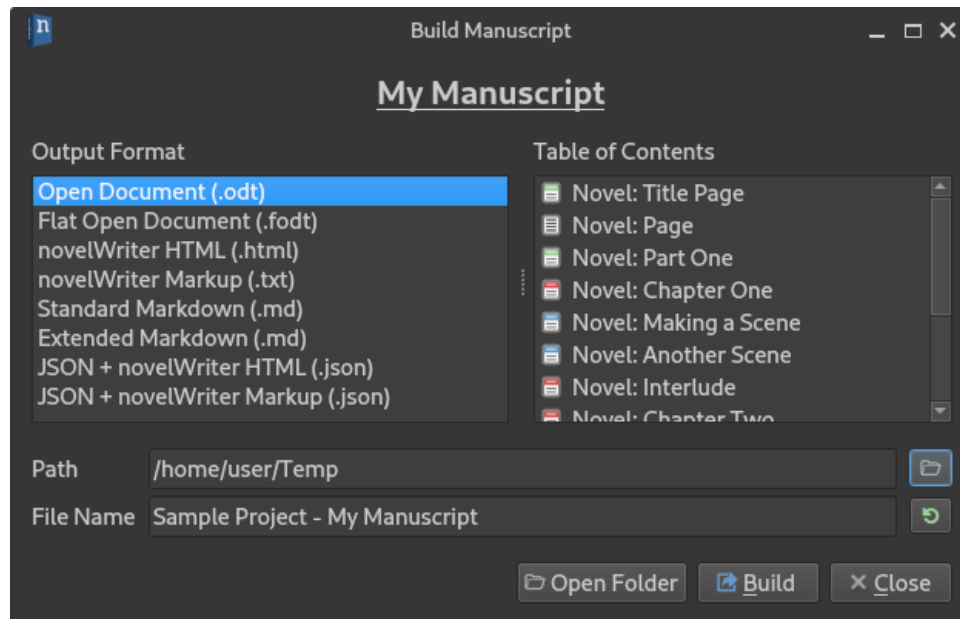 n
Build Manuscript
My Manuscript
Output Format
Open Document (.odt)
Flat Open Document (.fodt)
novelWriter HTML (.html)
novelWriter Markup (.txt)
Standard Markdown (.md)
Extended Markdown (.md)
JSON + novelWriter HTML (.json)
JSON + novelWriter Markup (.json)
Table of Contents
Novel: Title Page
Novel: Page
Novel: Part One
Novel: Chapter One
Novel: Making a Scene
Novel: Another Scene
Novel: Interlude
Novel: Chapter Two
Path /home/user/Temp
File Name Sample Project - My Manuscript
Open Folder Build Close